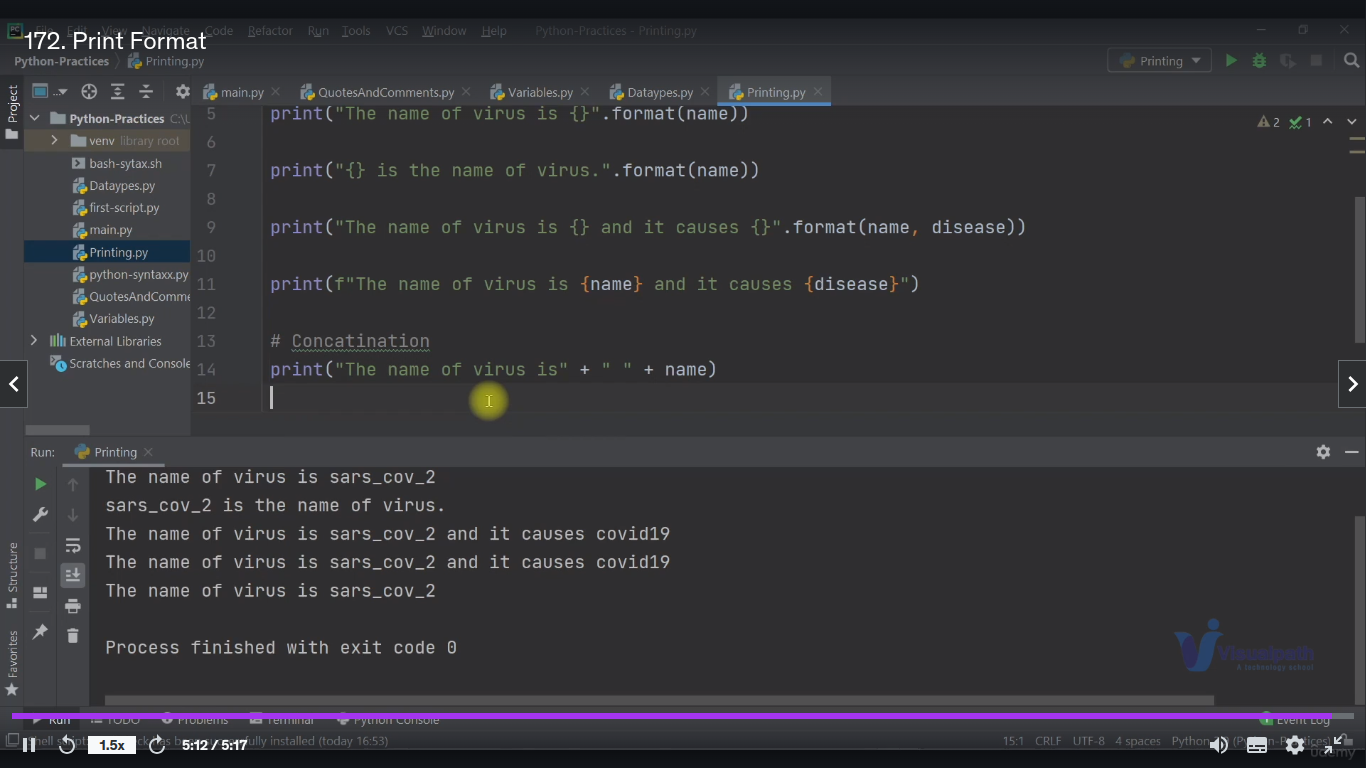 172. Print Format
File Edit View Navigate Code Refactor Run Tools VCS Window Help Python-Practices - Printing.py
Python-Practices Printing.py Printing
main.py QuotesAndComments.py Variables.py Dataypes.py Printing.py
Project
Python-Practices C:\U
venv library root
bash-sytax.sh
Dataypes.py
first-script.py
main.py
Printing.py
python-syntaxx.py
QuotesAndComme
Variables.py
External Libraries
Scratches and Console
2 1
5 print("The name of virus is {}".format(name))
6
7 print("{} is the name of virus.".format(name))
8
9 print("The name of virus is {} and it causes {}".format(name, disease))
10
11 print(f"The name of virus is {name} and it causes {disease}")
12
13 # Concatination
14 print("The name of virus is" + " " + name)
15
Run: Printing
The name of virus is sars_cov_2
sars_cov_2 is the name of virus.
The name of virus is sars_cov_2 and it causes covid19
The name of virus is sars_cov_2 and it causes covid19
The name of virus is sars_cov_2
Process finished with exit code 0
Structure
Favorites
Visualpath
A technology school
Run TODO Problems Terminal Python Console Event Log
successfully installed (today 16:53) 15:1 CRLF UTF-8 4 spaces
1.5x 5:12 / 5:17
udemy